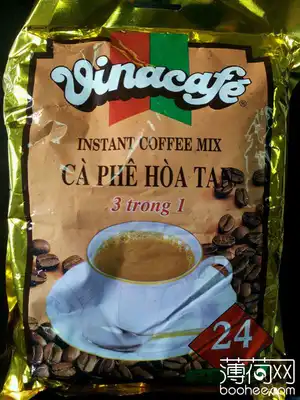 Vinacafé®
INSTANT COFFEE MIX
CÀ PHÊ HÒA TAN
3 trong 1
24
薄荷网
boohee.com